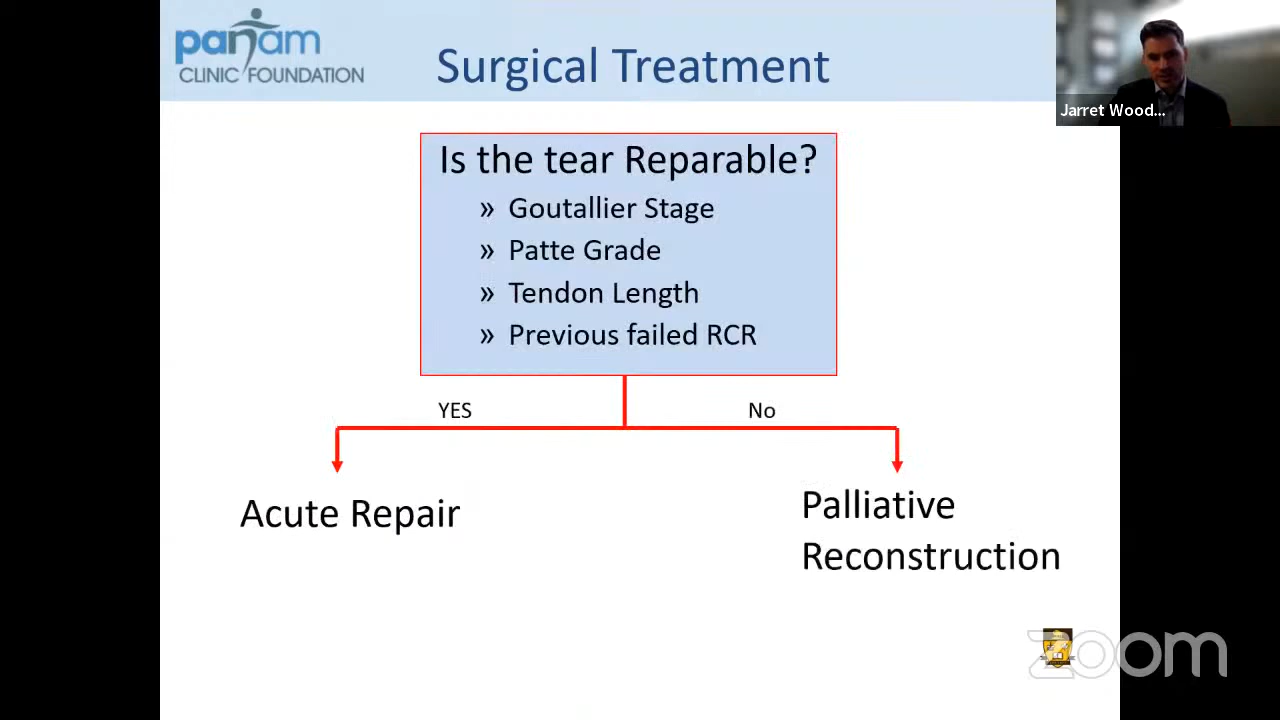 panam
CLINIC FOUNDATION
Surgical Treatment
Jarret Wood...
Is the tear Reparable?
» Goutallier Stage
» Patte Grade
» Tendon Length
» Previous failed RCR
YES
No
Acute Repair
Palliative
Reconstruction
zoom